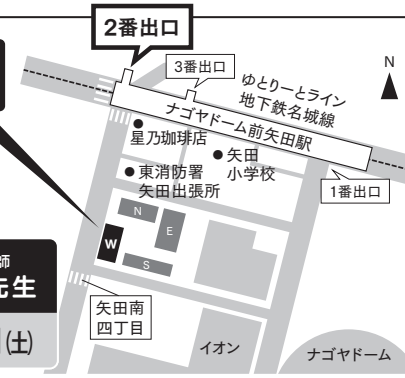 2番出口
3番出口
N
ゆとりーとライン
地下鉄名城線
ナゴヤドーム前矢田駅
1番出口
星乃珈琲店
矢田
小学校
東消防署
矢田出張所
N
E
W
S
師
先生
(土)
矢田南
四丁目
イオン
ナゴヤドーム